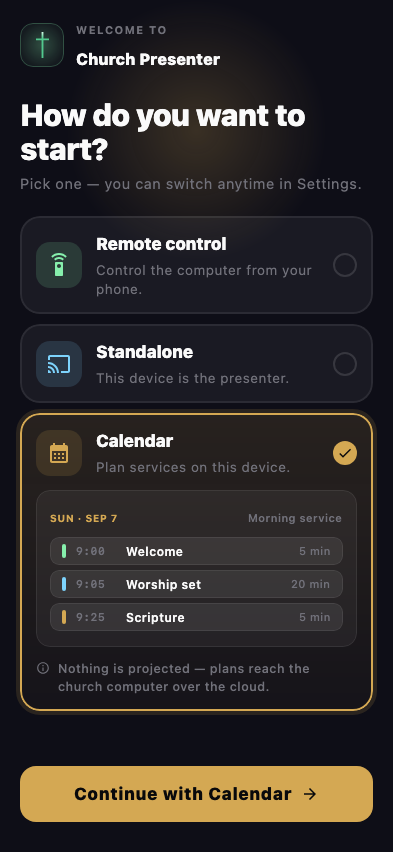 WELCOME TO
Church Presenter
How do you want to
start?
Pick one — you can switch anytime in Settings.
Remote control
Control the computer from your
phone.
Standalone
This device is the presenter.
Calendar
Plan services on this device.
SUN · SEP 7 Morning service
9:00 Welcome 5 min
9:05 Worship set 20 min
9:25 Scripture 5 min
Nothing is projected — plans reach the
church computer over the cloud.
Continue with Calendar →